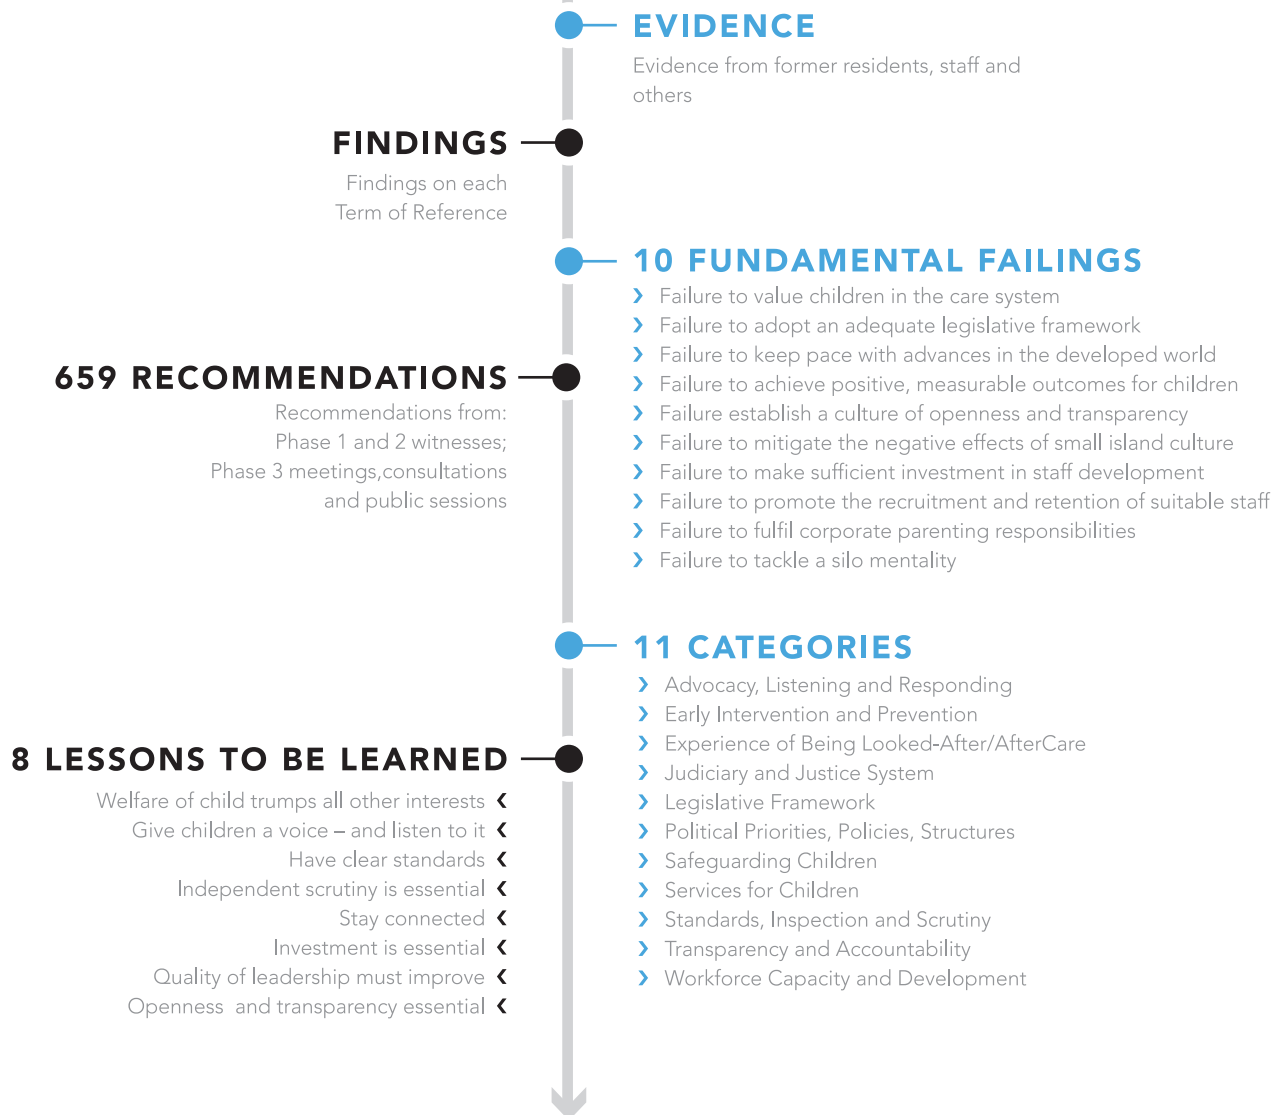 EVIDENCE
Evidence from former residents, staff and
others
FINDINGS
Findings on each
Term of Reference
10 FUNDAMENTAL FAILINGS
Failure to value children in the care system
Failure to adopt an adequate legislative framework
Failure to keep pace with advances in the developed world
Failure to achieve positive, measurable outcomes for children
Failure establish a culture of openness and transparency
Failure to mitigate the negative effects of small island culture
Failure to make sufficient investment in staff development
Failure to promote the recruitment and retention of suitable staff
Failure to fulfil corporate parenting responsibilities
Failure to tackle a silo mentality
659 RECOMMENDATIONS
Recommendations from:
Phase 1 and 2 witnesses;
Phase 3 meetings,consultations
and public sessions
11 CATEGORIES
Advocacy, Listening and Responding
Early Intervention and Prevention
Experience of Being Looked-After/AfterCare
Judiciary and Justice System
Legislative Framework
Political Priorities, Policies, Structures
Safeguarding Children
Services for Children
Standards, Inspection and Scrutiny
Transparency and Accountability
Workforce Capacity and Development
8 LESSONS TO BE LEARNED
Welfare of child trumps all other interests
Give children a voice – and listen to it
Have clear standards
Independent scrutiny is essential
Stay connected
Investment is essential
Quality of leadership must improve
Openness  and transparency essential